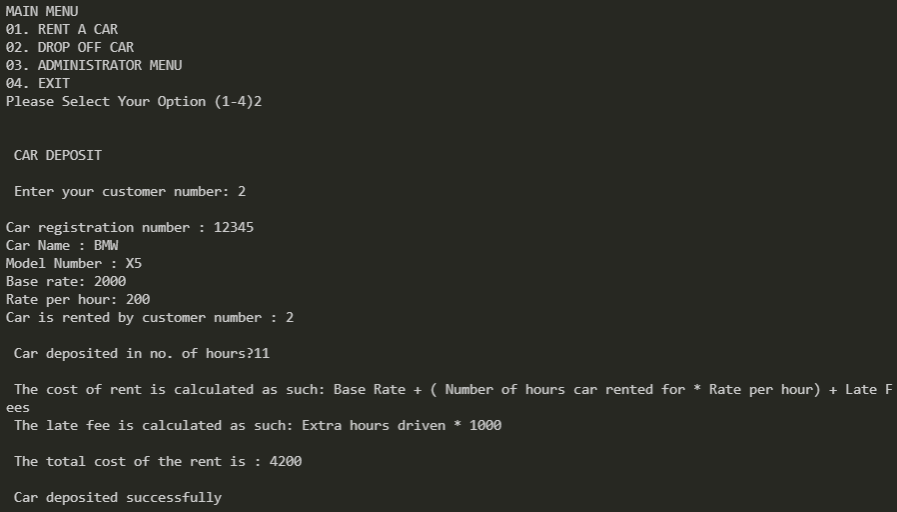 MAIN MENU
01. RENT A CAR
02. DROP OFF CAR
03. ADMINISTRATOR MENU
04. EXIT
Please Select Your Option (1-4)2
CAR DEPOSIT
Enter your customer number: 2
Car registration number : 12345
Car Name : BMW
Model Number : X5
Base rate: 2000
Rate per hour: 200
Car is rented by customer number : 2
Car deposited in no. of hours?11
The cost of rent is calculated as such: Base Rate + ( Number of hours car rented for * Rate per hour) + Late F
ees
The late fee is calculated as such: Extra hours driven * 1000
The total cost of the rent is : 4200
Car deposited successfully